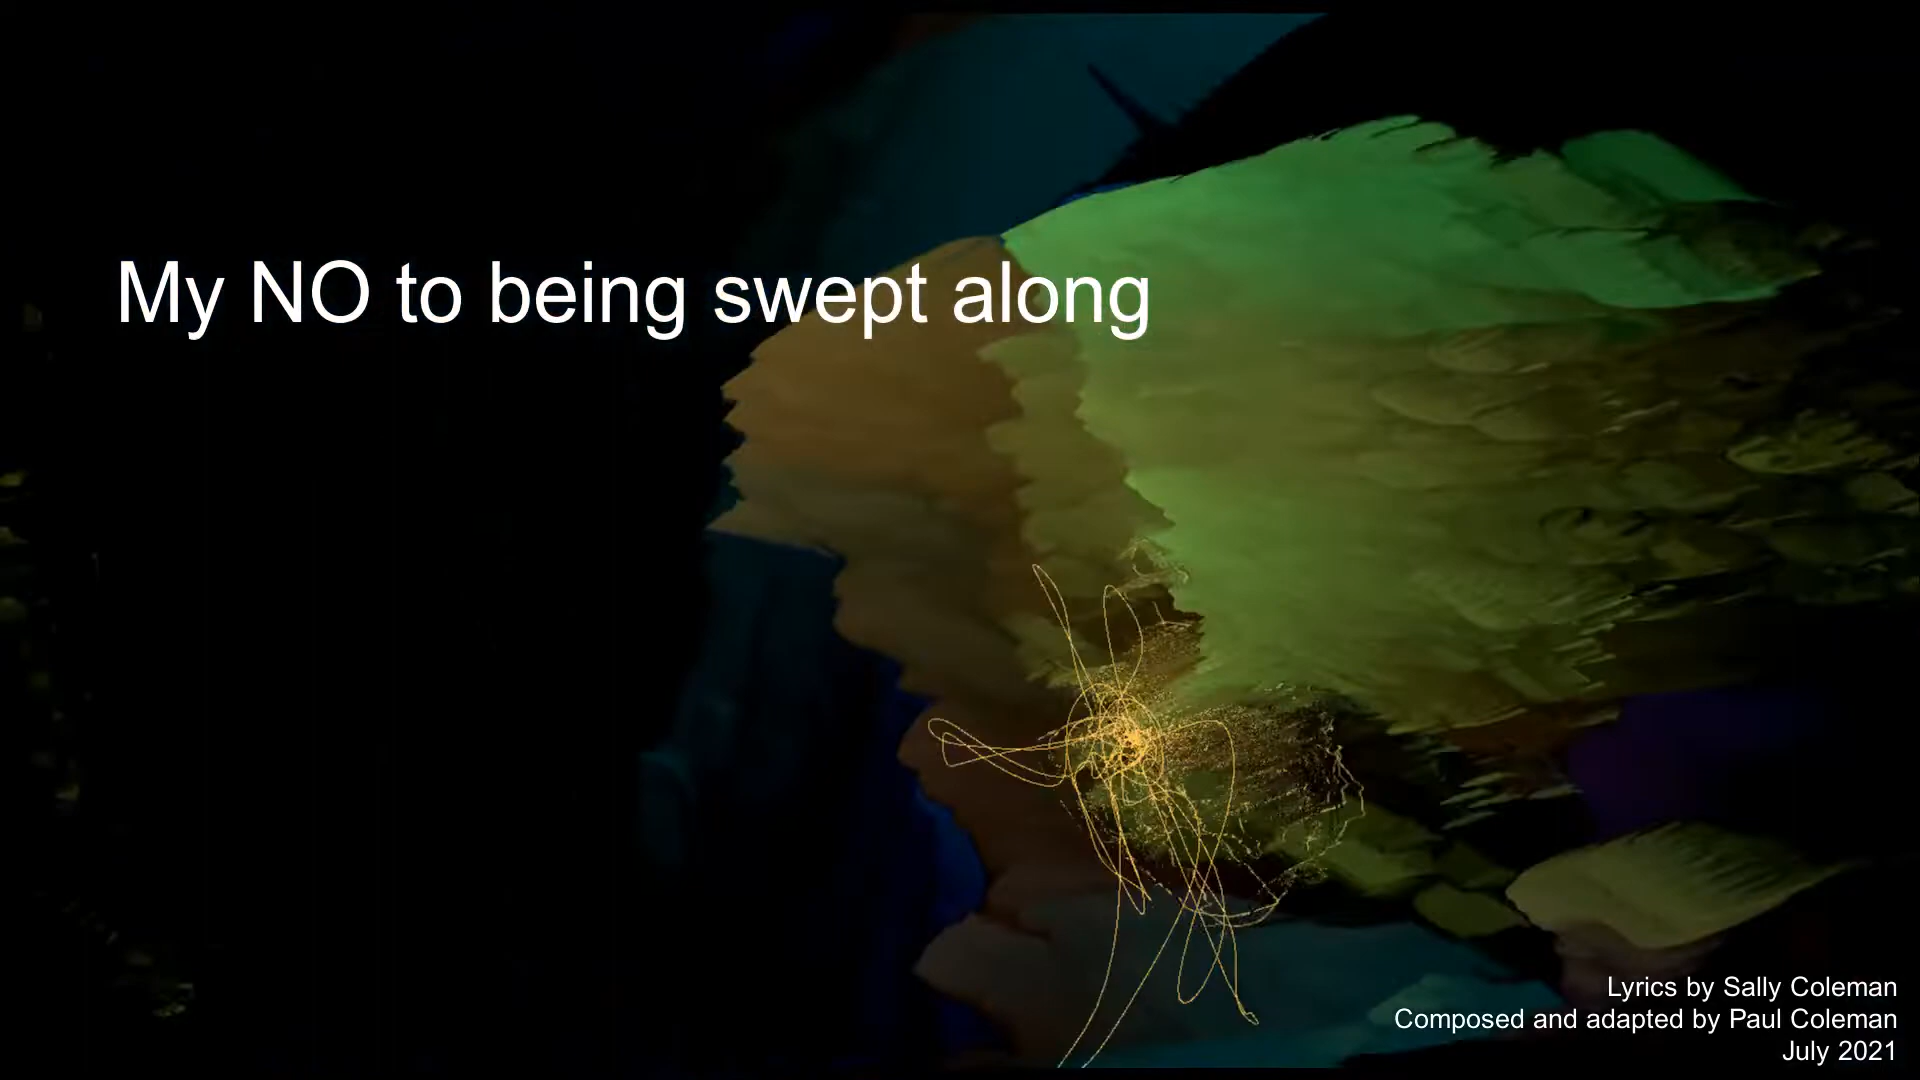 My NO to being swept along
Lyrics by Sally Coleman
Composed and adapted by Paul Coleman
July 2021